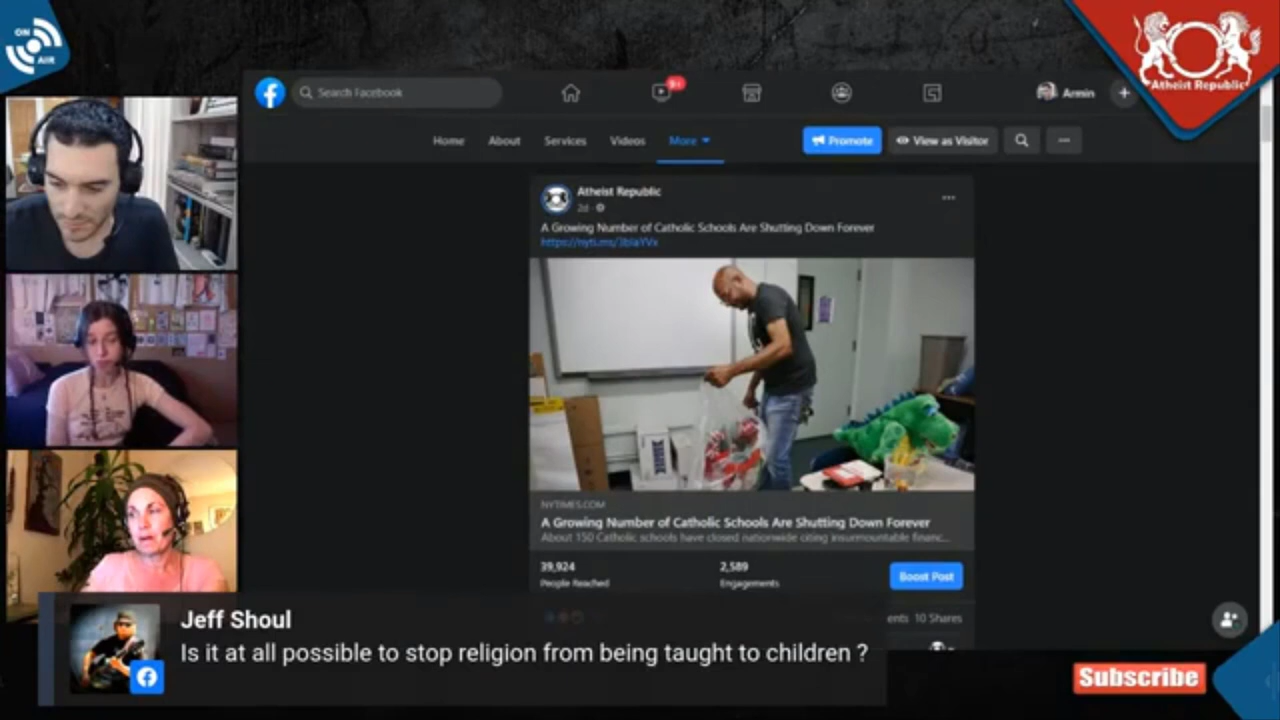 ON
AIR
Atheist Republic
Search Facebook
9+
Armin
Home
About
Services
Videos
More
Promote
View as Visitor
Atheist Republic
2d
A Growing Number of Catholic Schools Are Shutting Down Forever
NYTIMES.COM
A Growing Number of Catholic Schools Are Shutting Down Forever
About 150 Catholic schools have closed nationwide citing insurmountable financ...
39,924
People Reached
2,589
Engagements
Boost Post
ents 10 Shares
Jeff Shoul
Is it at all possible to stop religion from being taught to children ?
Subscribe